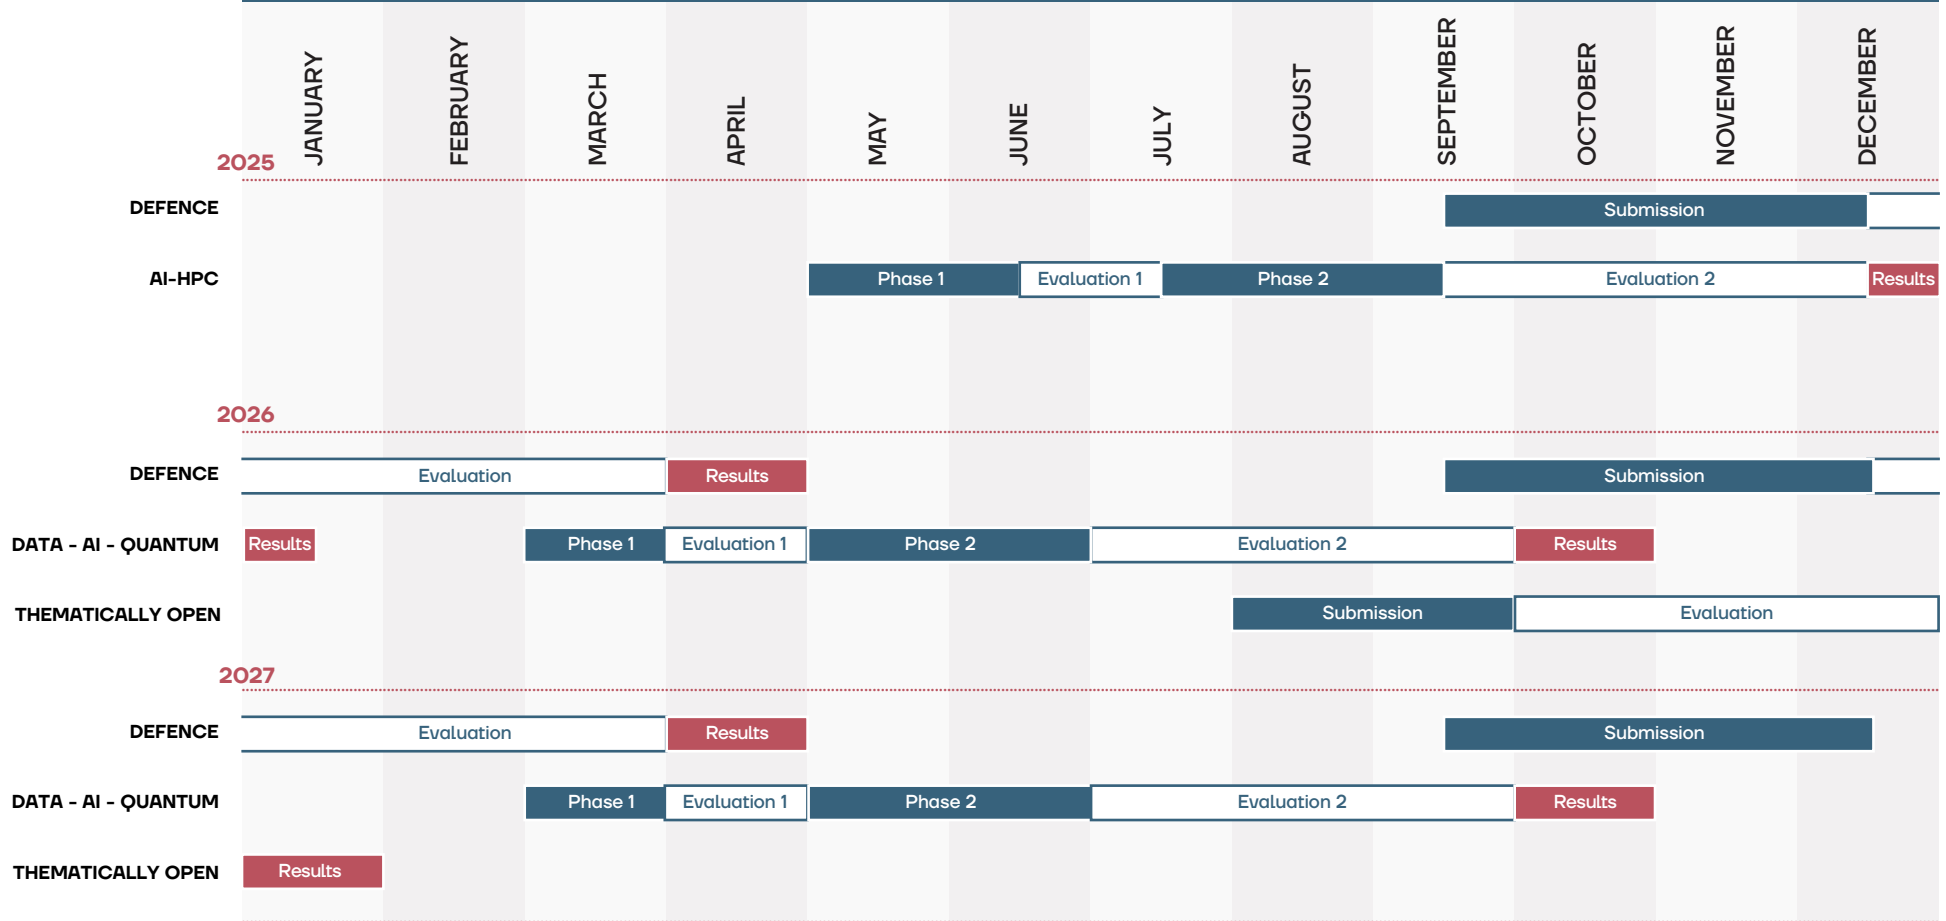 JANUARY
FEBRUARY
MARCH
APRIL
MAY
JUNE
JULY
AUGUST
SEPTEMBER
OCTOBER
NOVEMBER
DECEMBER
2025
DEFENCE Submission
AI-HPC Phase 1 Evaluation 1 Phase 2 Evaluation 2 Results
2026
DEFENCE Evaluation Results Submission
DATA - AI - QUANTUM Results Phase 1 Evaluation 1 Phase 2 Evaluation 2 Results
THEMATICALLY OPEN Submission Evaluation
2027
DEFENCE Evaluation Results Submission
DATA - AI - QUANTUM Phase 1 Evaluation 1 Phase 2 Evaluation 2 Results
THEMATICALLY OPEN Results